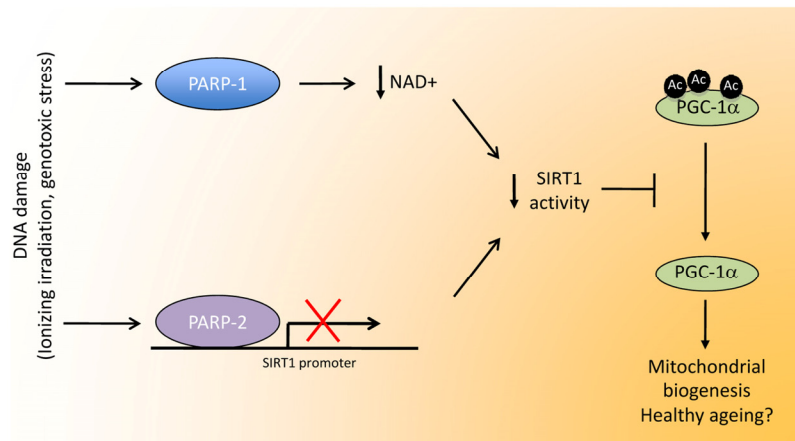 DNA damage
(Ionizing irradiation, genotoxic stress)
PARP-1
NAD+
PARP-2
SIRT1 promoter
SIRT1
activity
Ac
Ac
Ac
PGC-1α
PGC-1α
Mitochondrial
biogenesis
Healthy ageing?